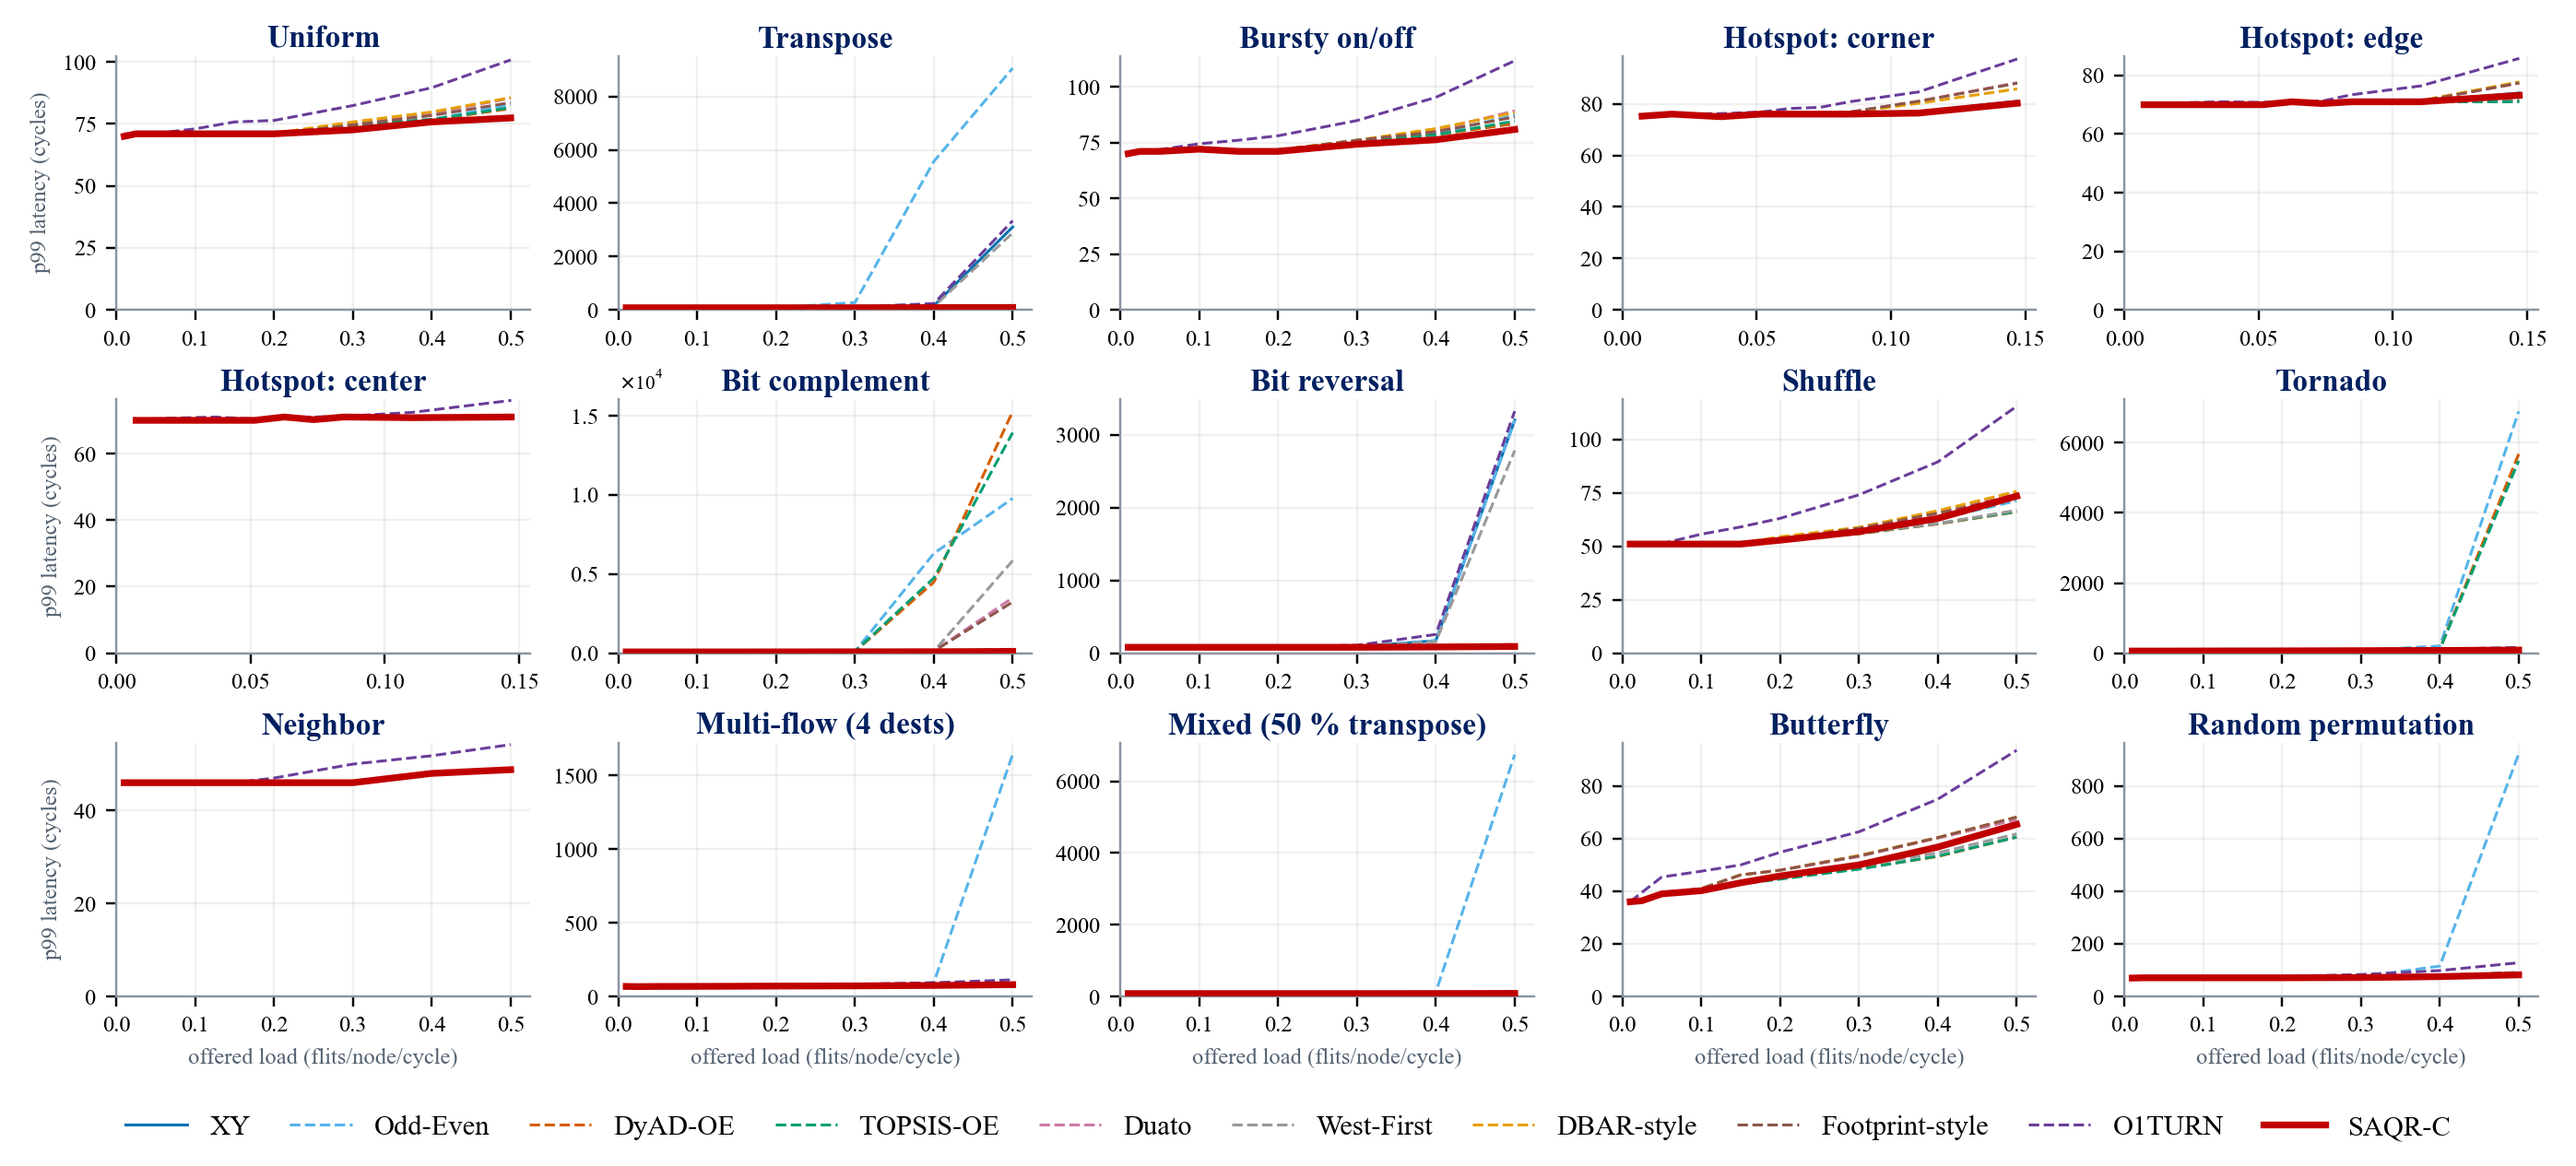 Uniform
Transpose
Bursty on/off
Hotspot: corner
Hotspot: edge
p99 latency (cycles)
100
75
50
25
0
0.0 0.1 0.2 0.3 0.4 0.5
8000
6000
4000
2000
0
0.0 0.1 0.2 0.3 0.4 0.5
100
75
50
25
0
0.0 0.1 0.2 0.3 0.4 0.5
80
60
40
20
0
0.00 0.05 0.10 0.15
80
60
40
20
0
0.00 0.05 0.10 0.15
Hotspot: center
×10⁴
Bit complement
Bit reversal
Shuffle
Tornado
p99 latency (cycles)
60
40
20
0
0.00 0.05 0.10 0.15
1.5
1.0
0.5
0.0
0.0 0.1 0.2 0.3 0.4 0.5
3000
2000
1000
0
0.0 0.1 0.2 0.3 0.4 0.5
100
75
50
25
0
0.0 0.1 0.2 0.3 0.4 0.5
6000
4000
2000
0
0.0 0.1 0.2 0.3 0.4 0.5
Neighbor
Multi-flow (4 dests)
Mixed (50 % transpose)
Butterfly
Random permutation
p99 latency (cycles)
40
20
0
0.0 0.1 0.2 0.3 0.4 0.5
offered load (flits/node/cycle)
1500
1000
500
0
0.0 0.1 0.2 0.3 0.4 0.5
offered load (flits/node/cycle)
6000
4000
2000
0
0.0 0.1 0.2 0.3 0.4 0.5
offered load (flits/node/cycle)
80
60
40
20
0
0.0 0.1 0.2 0.3 0.4 0.5
offered load (flits/node/cycle)
800
600
400
200
0
0.0 0.1 0.2 0.3 0.4 0.5
offered load (flits/node/cycle)
XY Odd-Even DyAD-OE TOPSIS-OE Duato West-First DBAR-style Footprint-style O1TURN SAQR-C